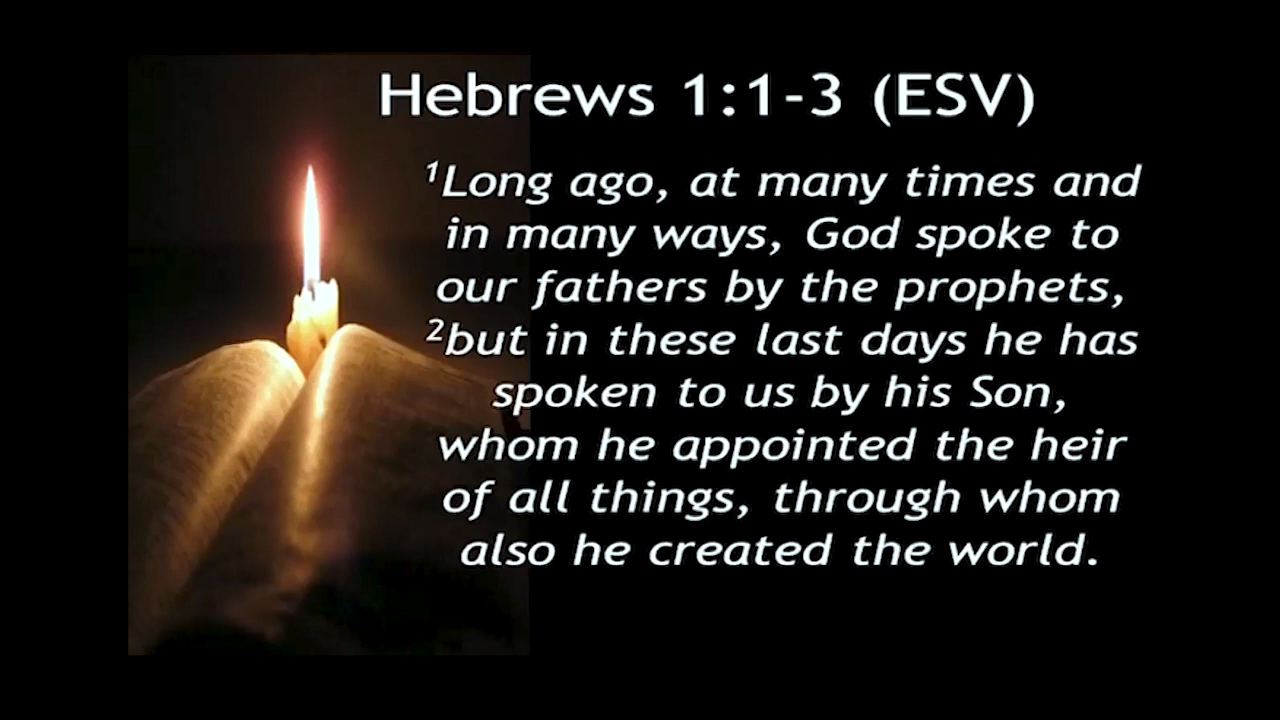 Hebrews 1:1-3 (ESV)
¹Long ago, at many times and
in many ways, God spoke to
our fathers by the prophets,
²but in these last days he has
spoken to us by his Son,
whom he appointed the heir
of all things, through whom
also he created the world.